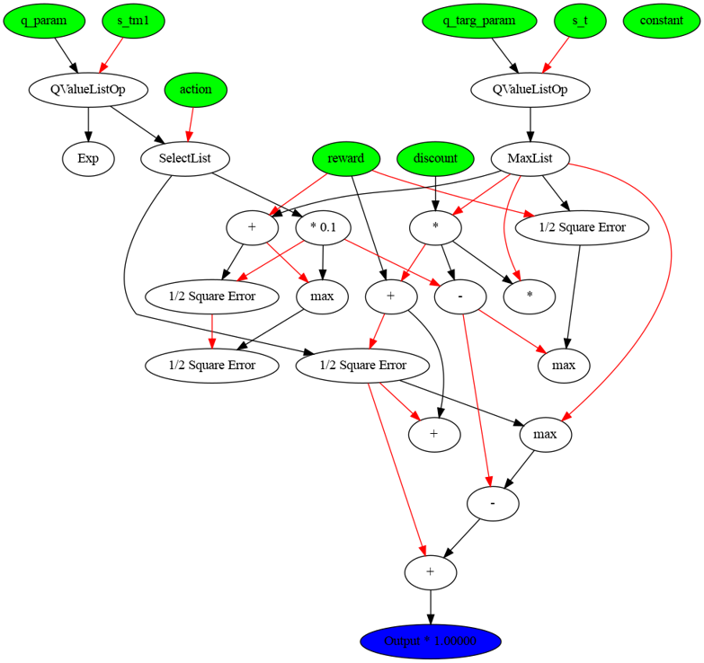 q_param
s_tm1
q_targ_param
s_t
constant
QValueListOp
action
QValueListOp
Exp
SelectList
reward
discount
MaxList
+
* 0.1
*
1/2 Square Error
1/2 Square Error
max
+
-
*
1/2 Square Error
1/2 Square Error
max
+
max
-
+
Output * 1.00000